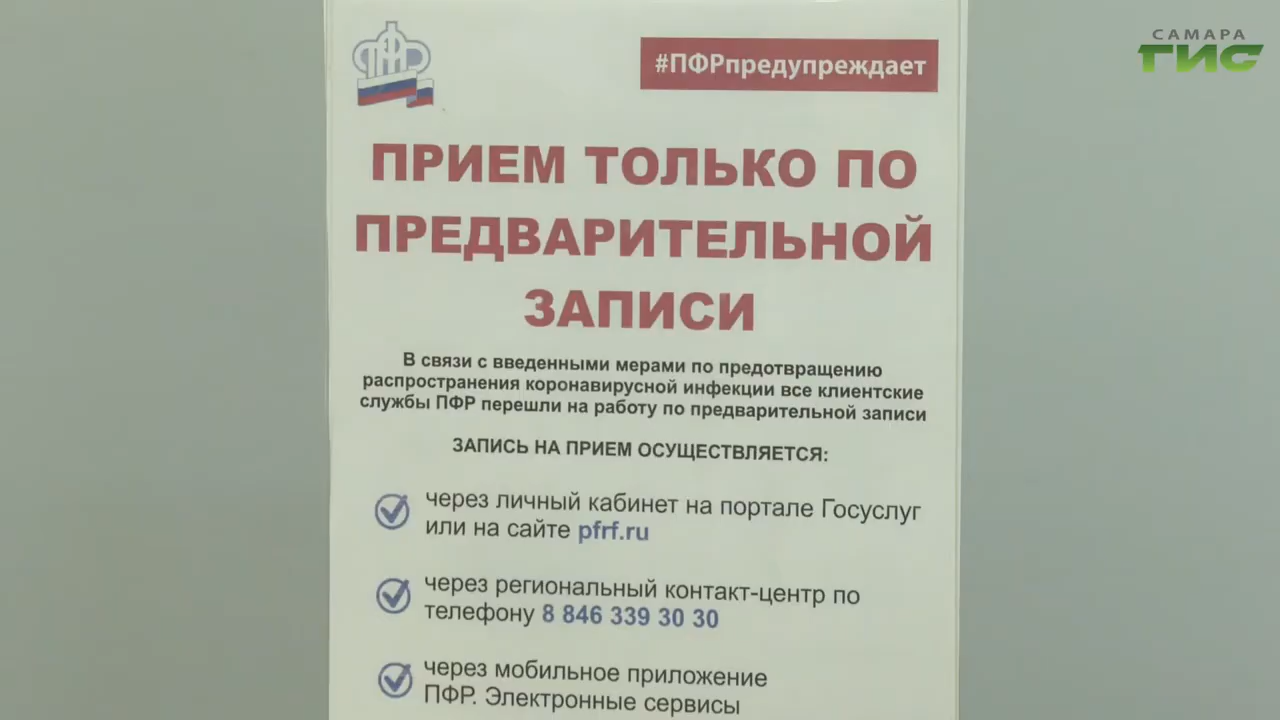 САМАРА
ГИС
ПФР
#ПФРпредупреждает
ПРИЕМ ТОЛЬКО ПО
ПРЕДВАРИТЕЛЬНОЙ
ЗАПИСИ
В связи с введенными мерами по предотвращению
распространения коронавирусной инфекции все клиентские
службы ПФР перешли на работу по предварительной записи
ЗАПИСЬ НА ПРИЕМ ОСУЩЕСТВЛЯЕТСЯ:
через личный кабинет на портале Госуслуг
или на сайте pfrf.ru
через региональный контакт-центр по
телефону 8 846 339 30 30
через мобильное приложение
ПФР. Электронные сервисы